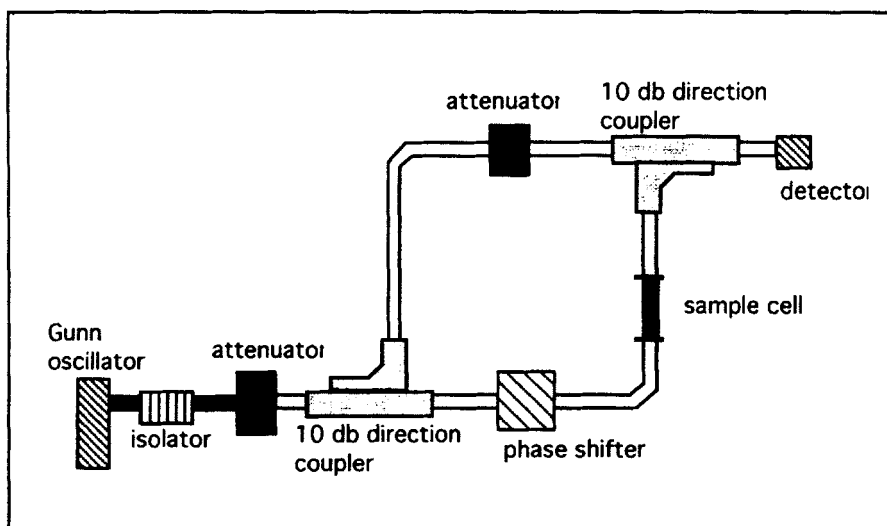 attenuator
10 db direction
coupler
detector
sample cell
Gunn
oscillator
attenuator
isolator
10 db direction
coupler
phase shifter